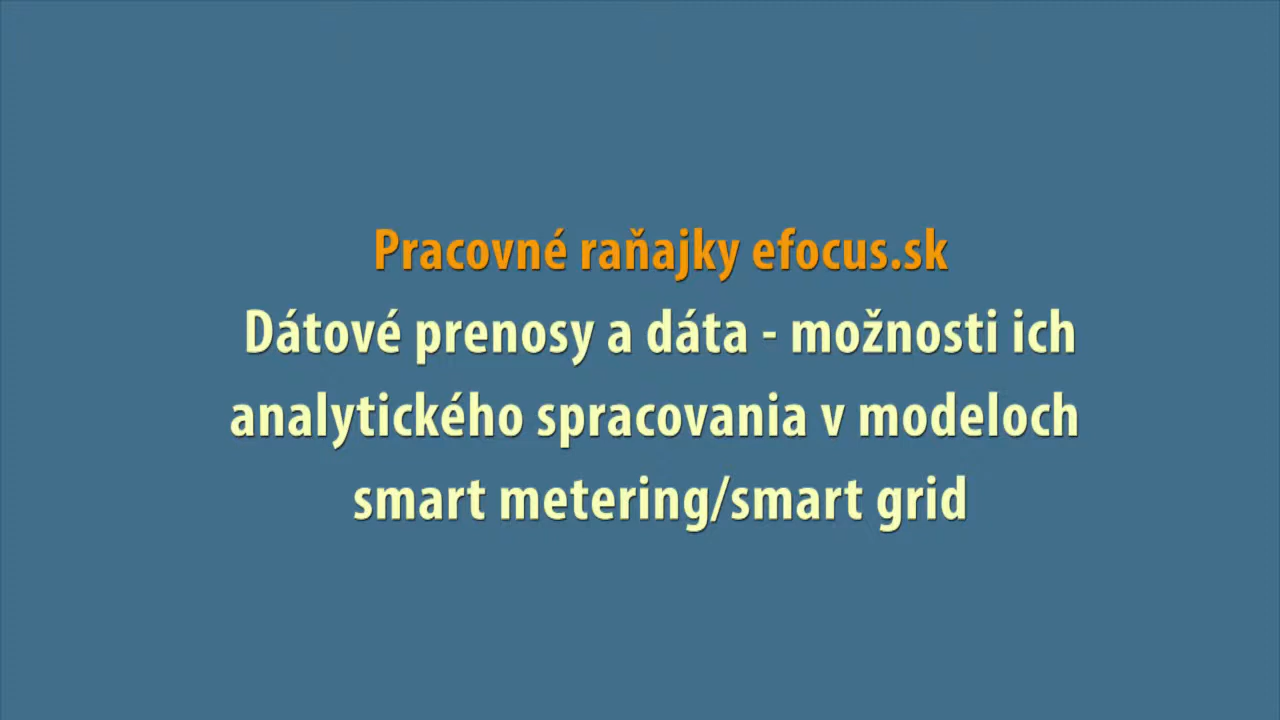 Pracovné raňajky efocus.sk
Dátové prenosy a dáta - možnosti ich
analytického spracovania v modeloch
smart metering/smart grid